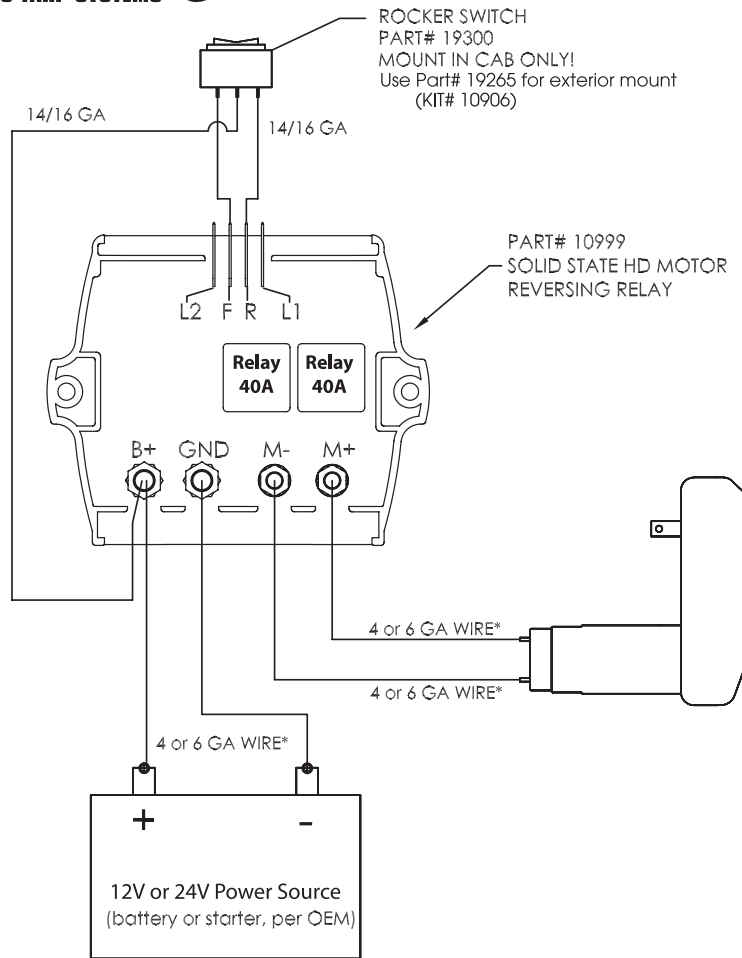 SYSTEMS
ROCKER SWITCH
PART# 19300
MOUNT IN CAB ONLY!
Use Part# 19265 for exterior mount
(KIT# 10906)
14/16 GA
14/16 GA
PART# 10999
SOLID STATE HD MOTOR
REVERSING RELAY
L2 F R L1
Relay
40A
Relay
40A
B+ GND M- M+
4 or 6 GA WIRE*
4 or 6 GA WIRE*
4 or 6 GA WIRE*
+ -
12V or 24V Power Source
(battery or starter, per OEM)